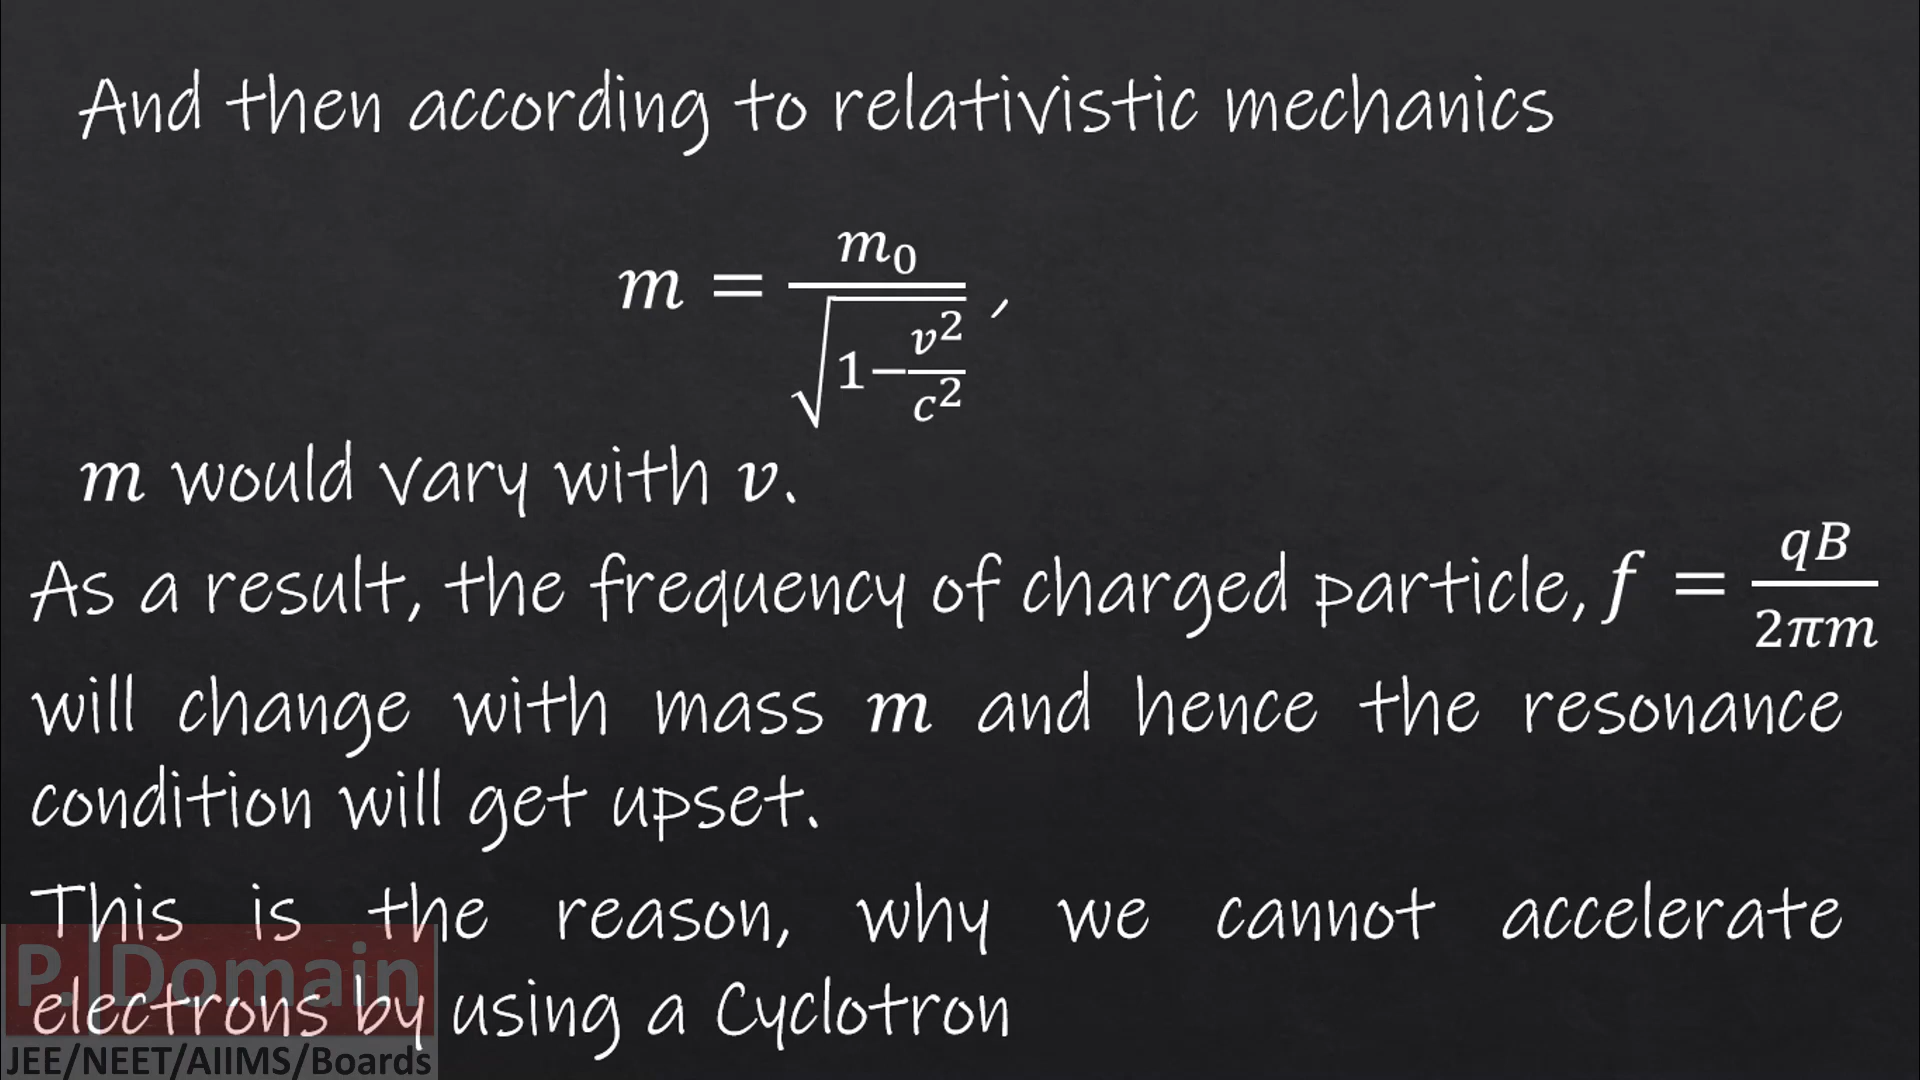 And then according to relativistic mechanics
m = m₀ / √(1−v²/c²) ,
m would vary with v.
As a result, the frequency of charged particle, f = qB / 2πm
will change with mass m and hence the resonance
condition will get upset.
This is the reason, why we cannot accelerate
electrons by using a Cyclotron
P. Domain
JEE/NEET/AIIMS/Boards